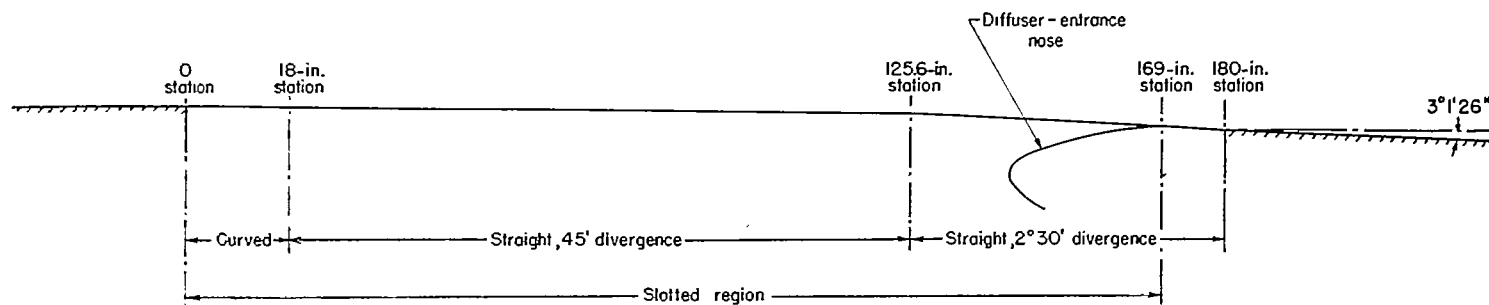 Diffuser-entrance
nose
0
station
18-in.
station
125.6-in.
station
169-in.
station
180-in.
station
3°1'26"
Curved
Straight, 45' divergence
Straight, 2°30' divergence
Slotted region